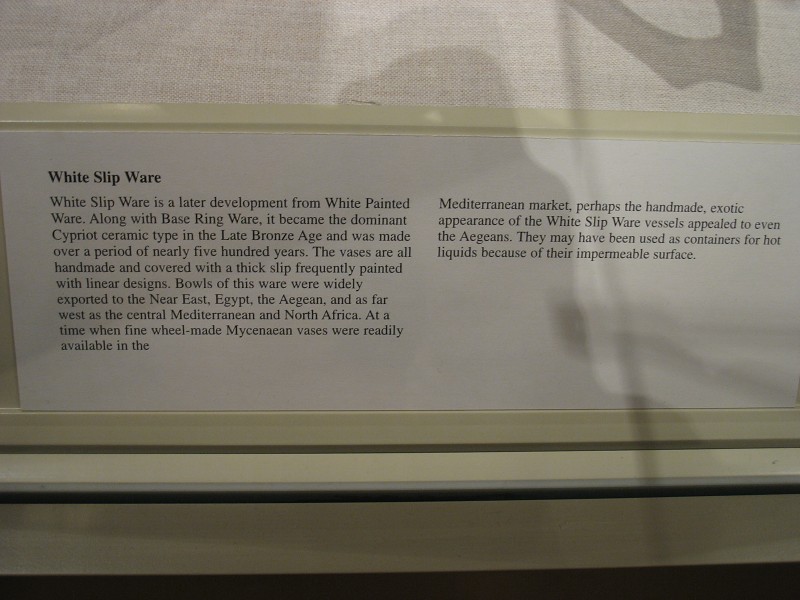 White Slip Ware
White Slip Ware is a later development from White Painted
Ware. Along with Base Ring Ware, it became the dominant
Cypriot ceramic type in the Late Bronze Age and was made
over a period of nearly five hundred years. The vases are all
handmade and covered with a thick slip frequently painted
with linear designs. Bowls of this ware were widely
exported to the Near East, Egypt, the Aegean, and as far
west as the central Mediterranean and North Africa. At a
time when fine wheel-made Mycenaean vases were readily
available in the
Mediterranean market, perhaps the handmade, exotic
appearance of the White Slip Ware vessels appealed to even
the Aegeans. They may have been used as containers for hot
liquids because of their impermeable surface.